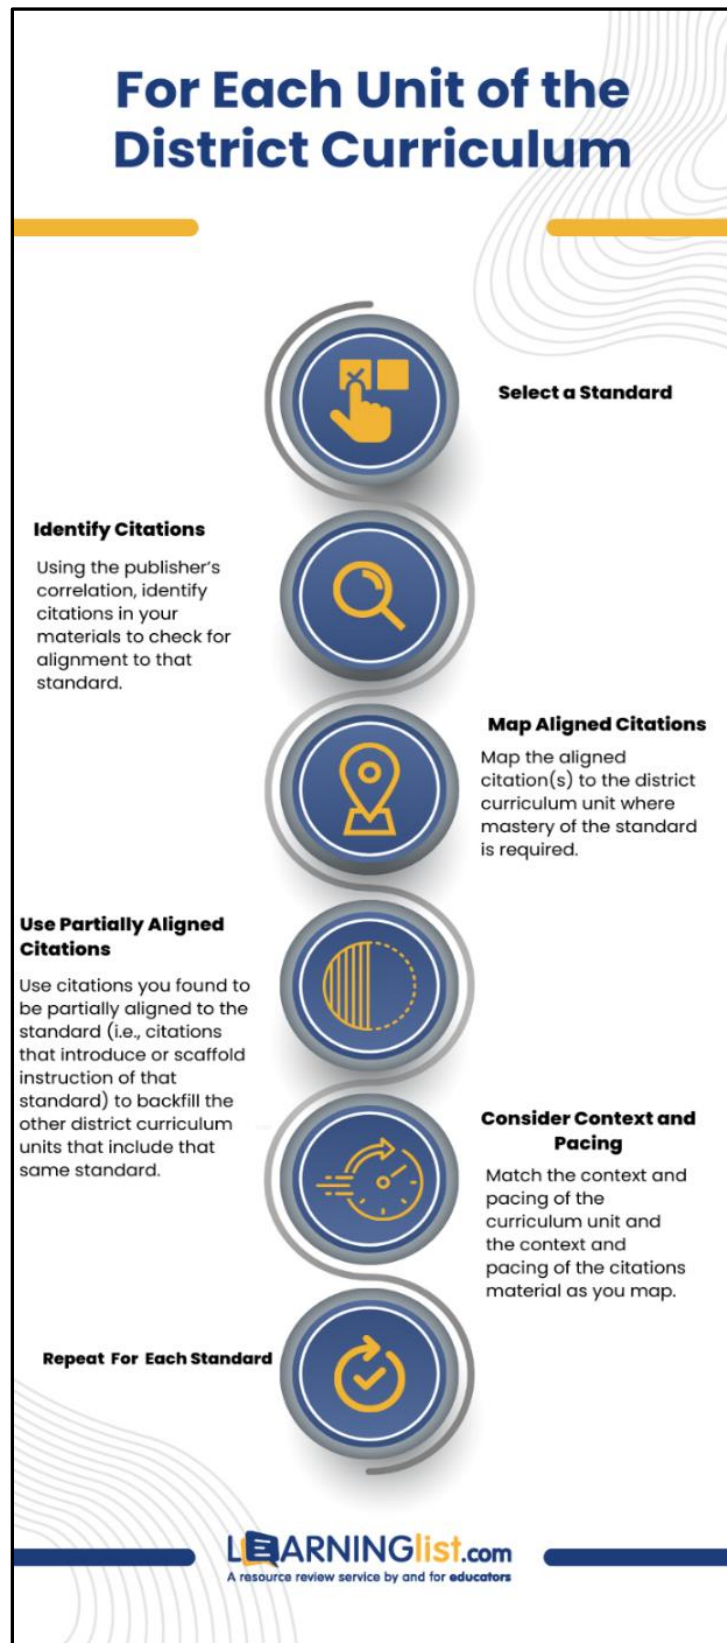 For Each Unit of the
District Curriculum
Select a Standard
Identify Citations
Using the publisher's
correlation, identify
citations in your
materials to check for
alignment to that
standard.
Map Aligned Citations
Map the aligned
citation(s) to the district
curriculum unit where
mastery of the standard
is required.
Use Partially Aligned
Citations
Use citations you found to
be partially aligned to the
standard (i.e., citations
that introduce or scaffold
instruction of that
standard) to backfill the
other district curriculum
units that include that
same standard.
Consider Context and
Pacing
Match the context and
pacing of the
curriculum unit and
the context and
pacing of the citations
material as you map.
Repeat For Each Standard
LEARNINGlist.com
A resource review service by and for educators